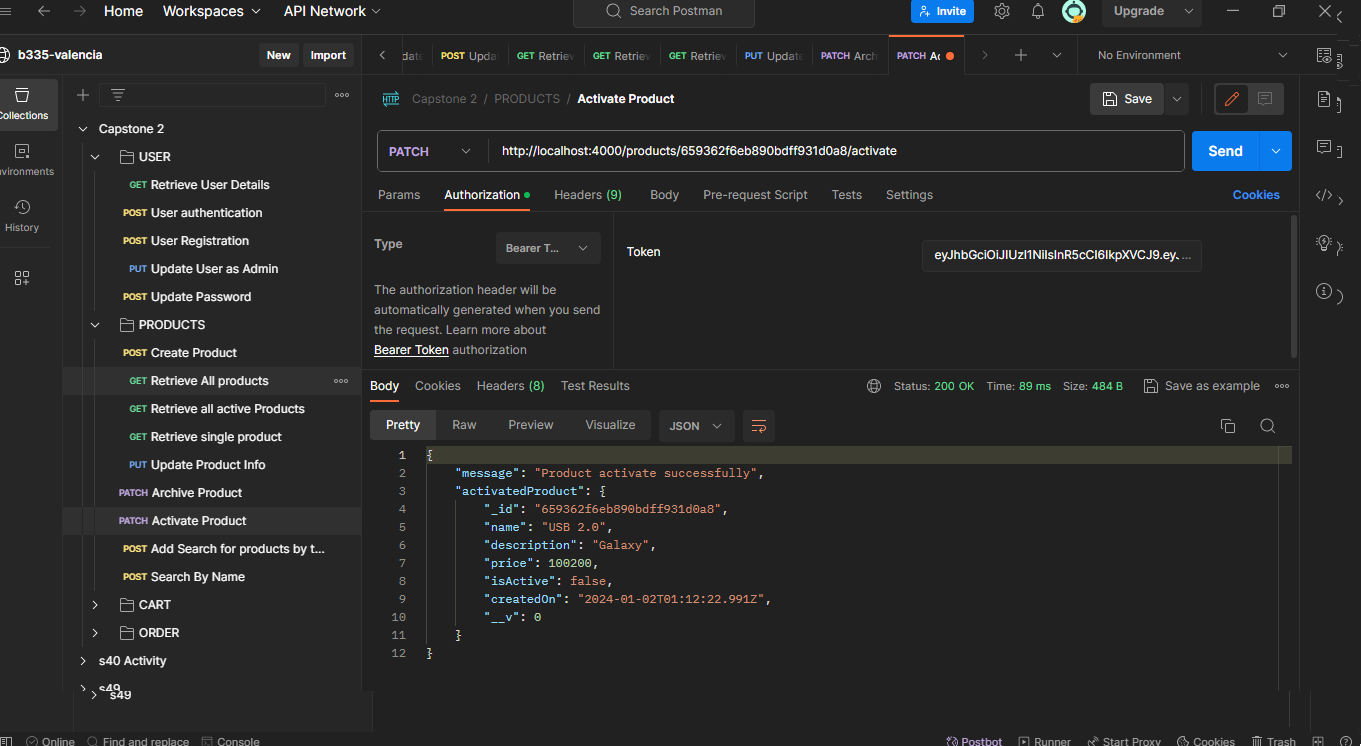 Home Workspaces API Network Search Postman Invite Upgrade
b335-valencia New Import
POST Upda GET Retriev GET Retriev GET Retriev PUT Update PATCH Arch PATCH Ac No Environment
Collections
History
Capstone 2
USER
GET Retrieve User Details
POST User authentication
POST User Registration
PUT Update User as Admin
POST Update Password
PRODUCTS
POST Create Product
GET Retrieve All products
GET Retrieve all active Products
GET Retrieve single product
PUT Update Product Info
PATCH Archive Product
PATCH Activate Product
POST Add Search for products by t...
POST Search By Name
CART
ORDER
s40 Activity
s49
s49
HTTP Capstone 2 / PRODUCTS / Activate Product Save
PATCH http://localhost:4000/products/659362f6eb890bdff931d0a8/activate Send
Params Authorization Headers (9) Body Pre-request Script Tests Settings Cookies
Type Bearer T... Token eyJhbGciOiJIUzI1NiIsInR5cCI6IkpXVCJ9.eyJ...
The authorization header will be
automatically generated when you send
the request. Learn more about
Bearer Token authorization
Body Cookies Headers (8) Test Results Status: 200 OK Time: 89 ms Size: 484 B Save as example
Pretty Raw Preview Visualize JSON
1 {
2 "message": "Product activate successfully",
3 "activatedProduct": {
4 "_id": "659362f6eb890bdff931d0a8",
5 "name": "USB 2.0",
6 "description": "Galaxy",
7 "price": 100200,
8 "isActive": false,
9 "createdOn": "2024-01-02T01:12:22.991Z",
10 "__v": 0
11 }
12 }
Online Find and replace Console Postbot Runner Start Proxy Cookies Trash